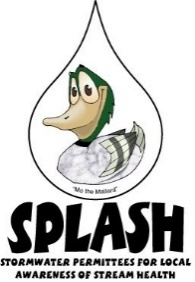 "Mo the Mallard"
SPLASH
STORMWATER PERMITTEES FOR LOCAL
AWARENESS OF STREAM HEALTH